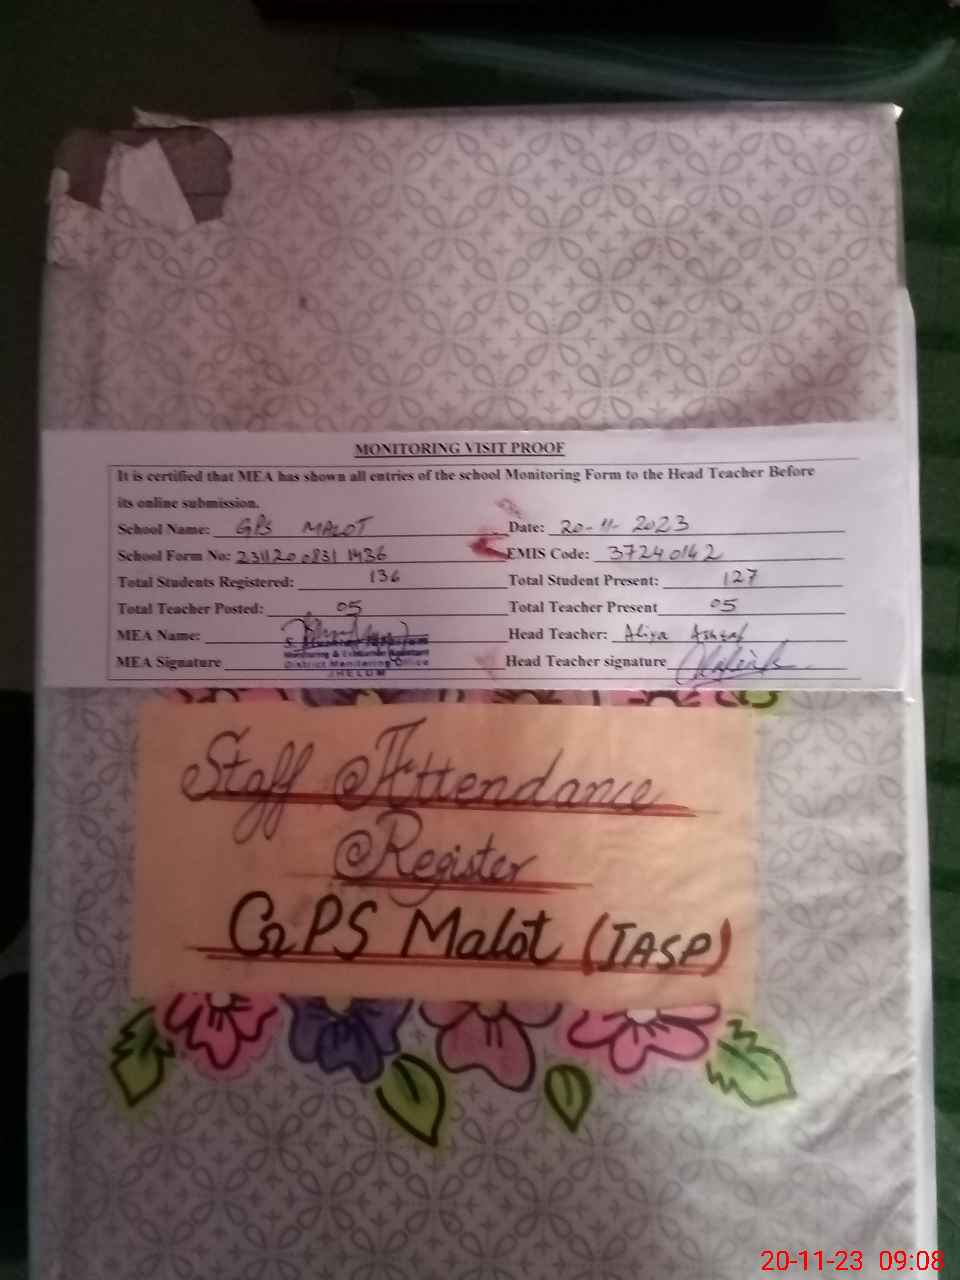 MONITORING VISIT PROOF
It is certified that MEA has shown all entries of the school Monitoring Form to the Head Teacher Before
its online submission.
School Name: GPS MALOT Date: 20-11-2023
School Form No: EMIS Code: 37240142
Total Students Registered: 136 Total Student Present: 127
Total Teacher Posted: 05 Total Teacher Present 05
MEA Name: Head Teacher: Aliya Ashraf
Monitoring & Evaluation Assistant
MEA Signature Head Teacher signature
District Monitoring Office
JHELUM
Staff Attendance
Register
GPS Malot (IASP)
20-11-23 09:08